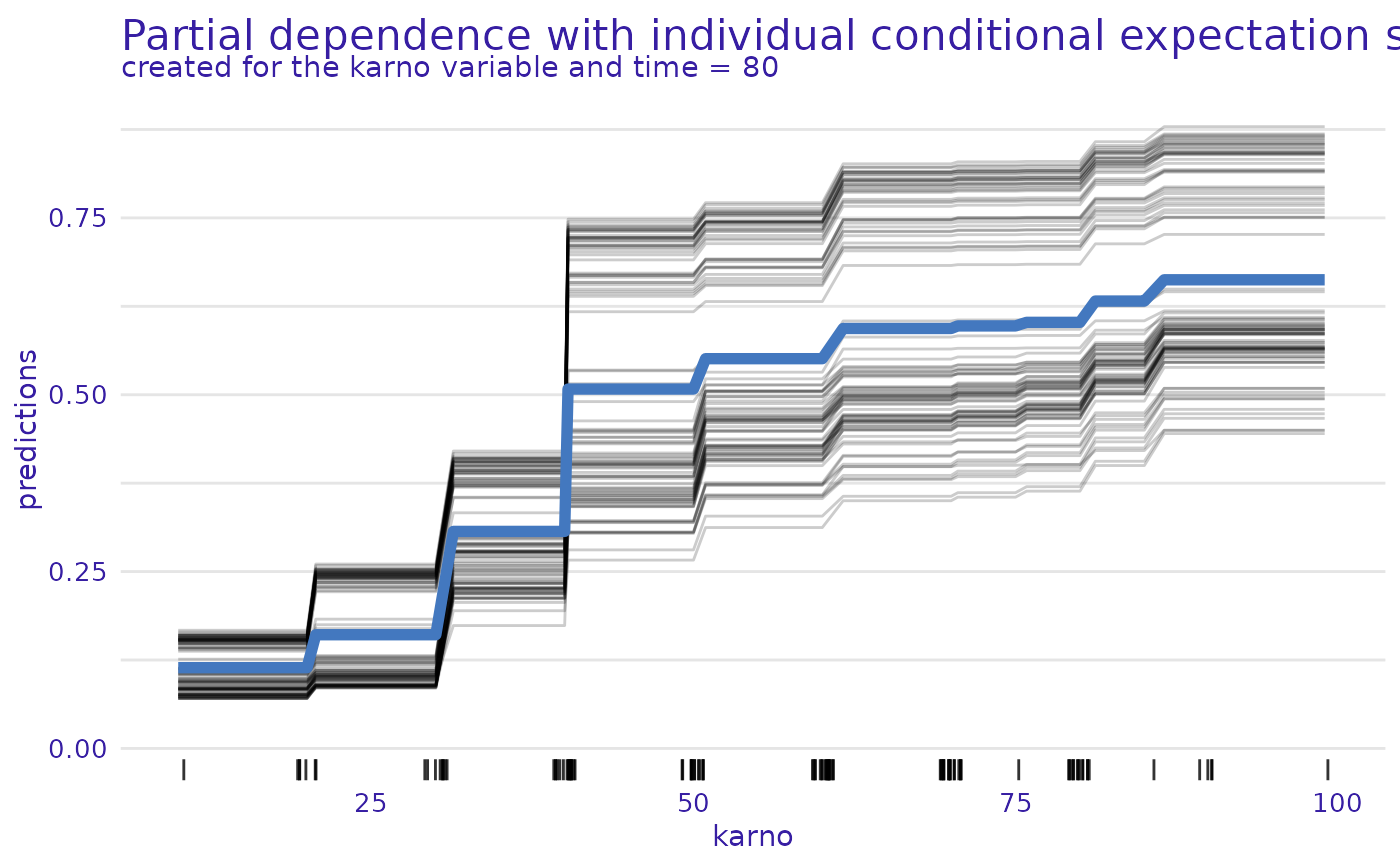 Partial dependence with individual conditional expectation s
created for the karno variable and time = 80
predictions
0.75
0.50
0.25
0.00
25 50 75 100
karno